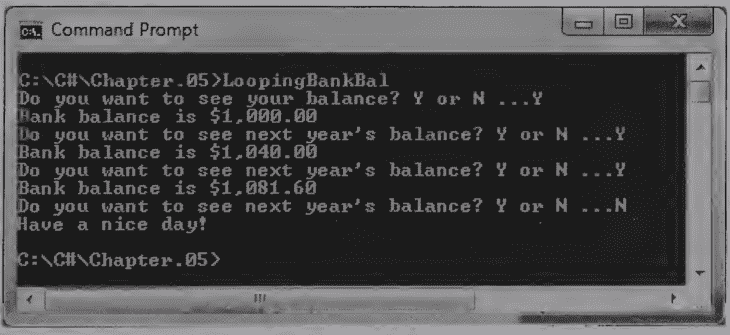 Command Prompt
C:\C#\Chapter.05>LoopingBankBal
Do you want to see your balance? Y or N ...Y
Bank balance is $1,000.00
Do you want to see next year's balance? Y or N ...Y
Bank balance is $1,040.00
Do you want to see next year's balance? Y or N ...Y
Bank balance is $1,081.60
Do you want to see next year's balance? Y or N ...N
Have a nice day!
C:\C#\Chapter.05>